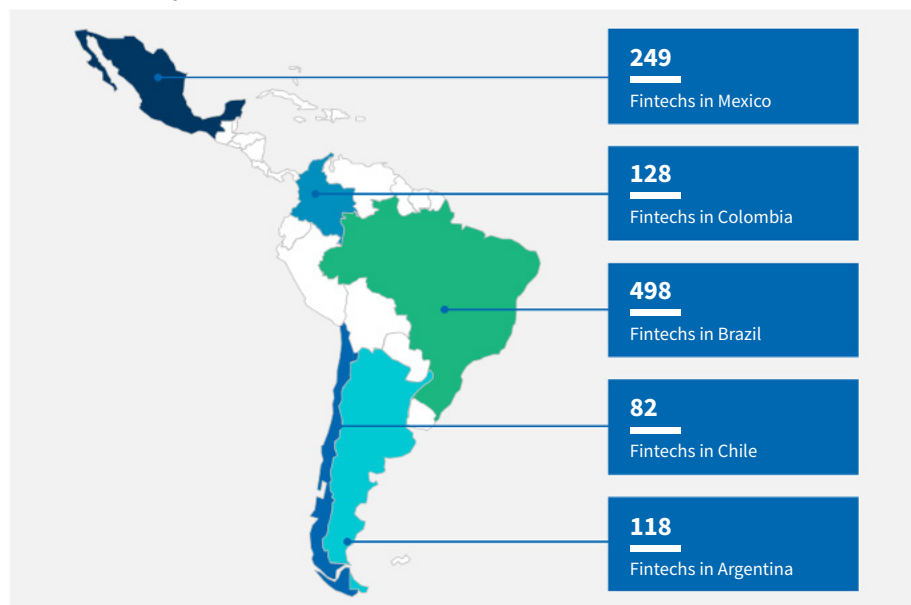 249
Fintechs in Mexico
128
Fintechs in Colombia
498
Fintechs in Brazil
82
Fintechs in Chile
118
Fintechs in Argentina